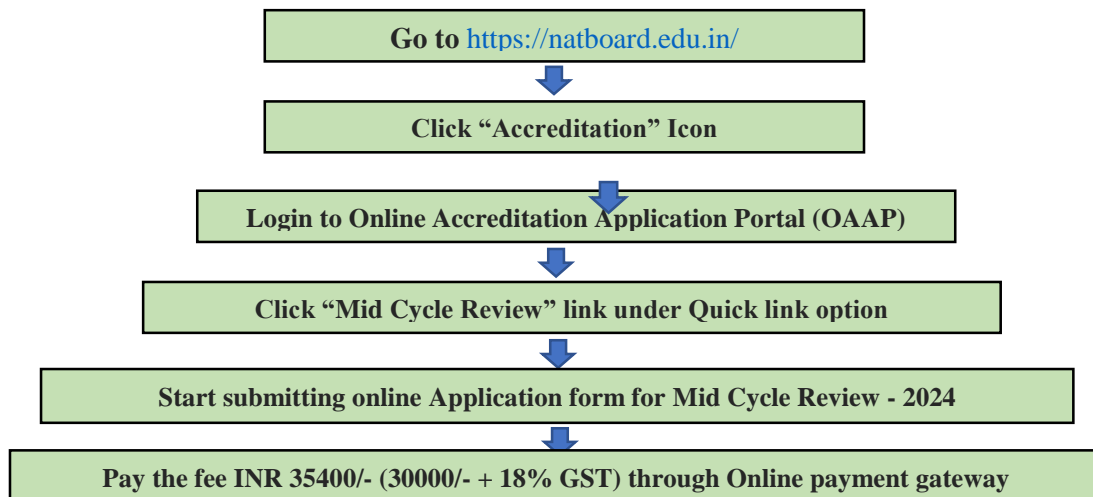 Go to https://natboard.edu.in/
Click “Accreditation” Icon
Login to Online Accreditation Application Portal (OAAP)
Click “Mid Cycle Review” link under Quick link option
Start submitting online Application form for Mid Cycle Review - 2024
Pay the fee INR 35400/- (30000/- + 18% GST) through Online payment gateway